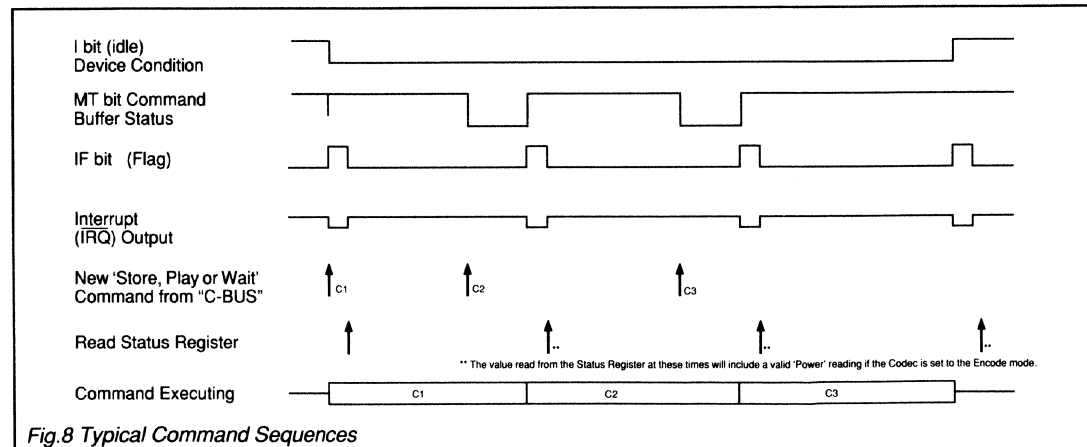 I bit (idle)
Device Condition
MT bit Command
Buffer Status
IF bit (Flag)
Interrupt
(IRQ) Output
New 'Store, Play or Wait'
Command from "C-BUS"
C1
C2
C3
Read Status Register
..
..
..
** The value read from the Status Register at these times will include a valid 'Power' reading if the Codec is set to the Encode mode.
Command Executing
C1
C2
C3
Fig.8 Typical Command Sequences